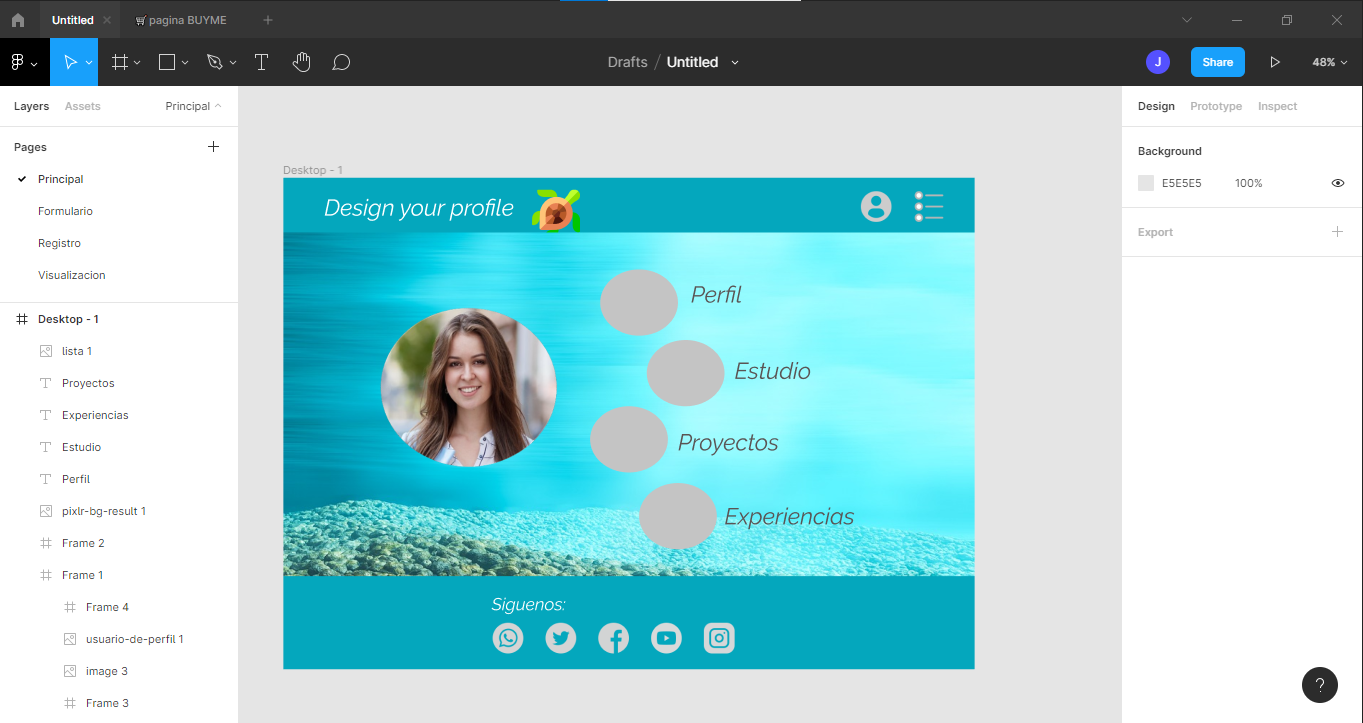 Untitled
pagina BUYME
Drafts / Untitled
J
Share
48%
Layers
Assets
Principal
Pages
Principal
Formulario
Registro
Visualizacion
Desktop - 1
lista 1
Proyectos
Experiencias
Estudio
Perfil
pixlr-bg-result 1
Frame 2
Frame 1
Frame 4
usuario-de-perfil 1
image 3
Frame 3
Desktop - 1
Design your profile
Perfil
Estudio
Proyectos
Experiencias
Siguenos:
Design
Prototype
Inspect
Background
E5E5E5
100%
Export
?